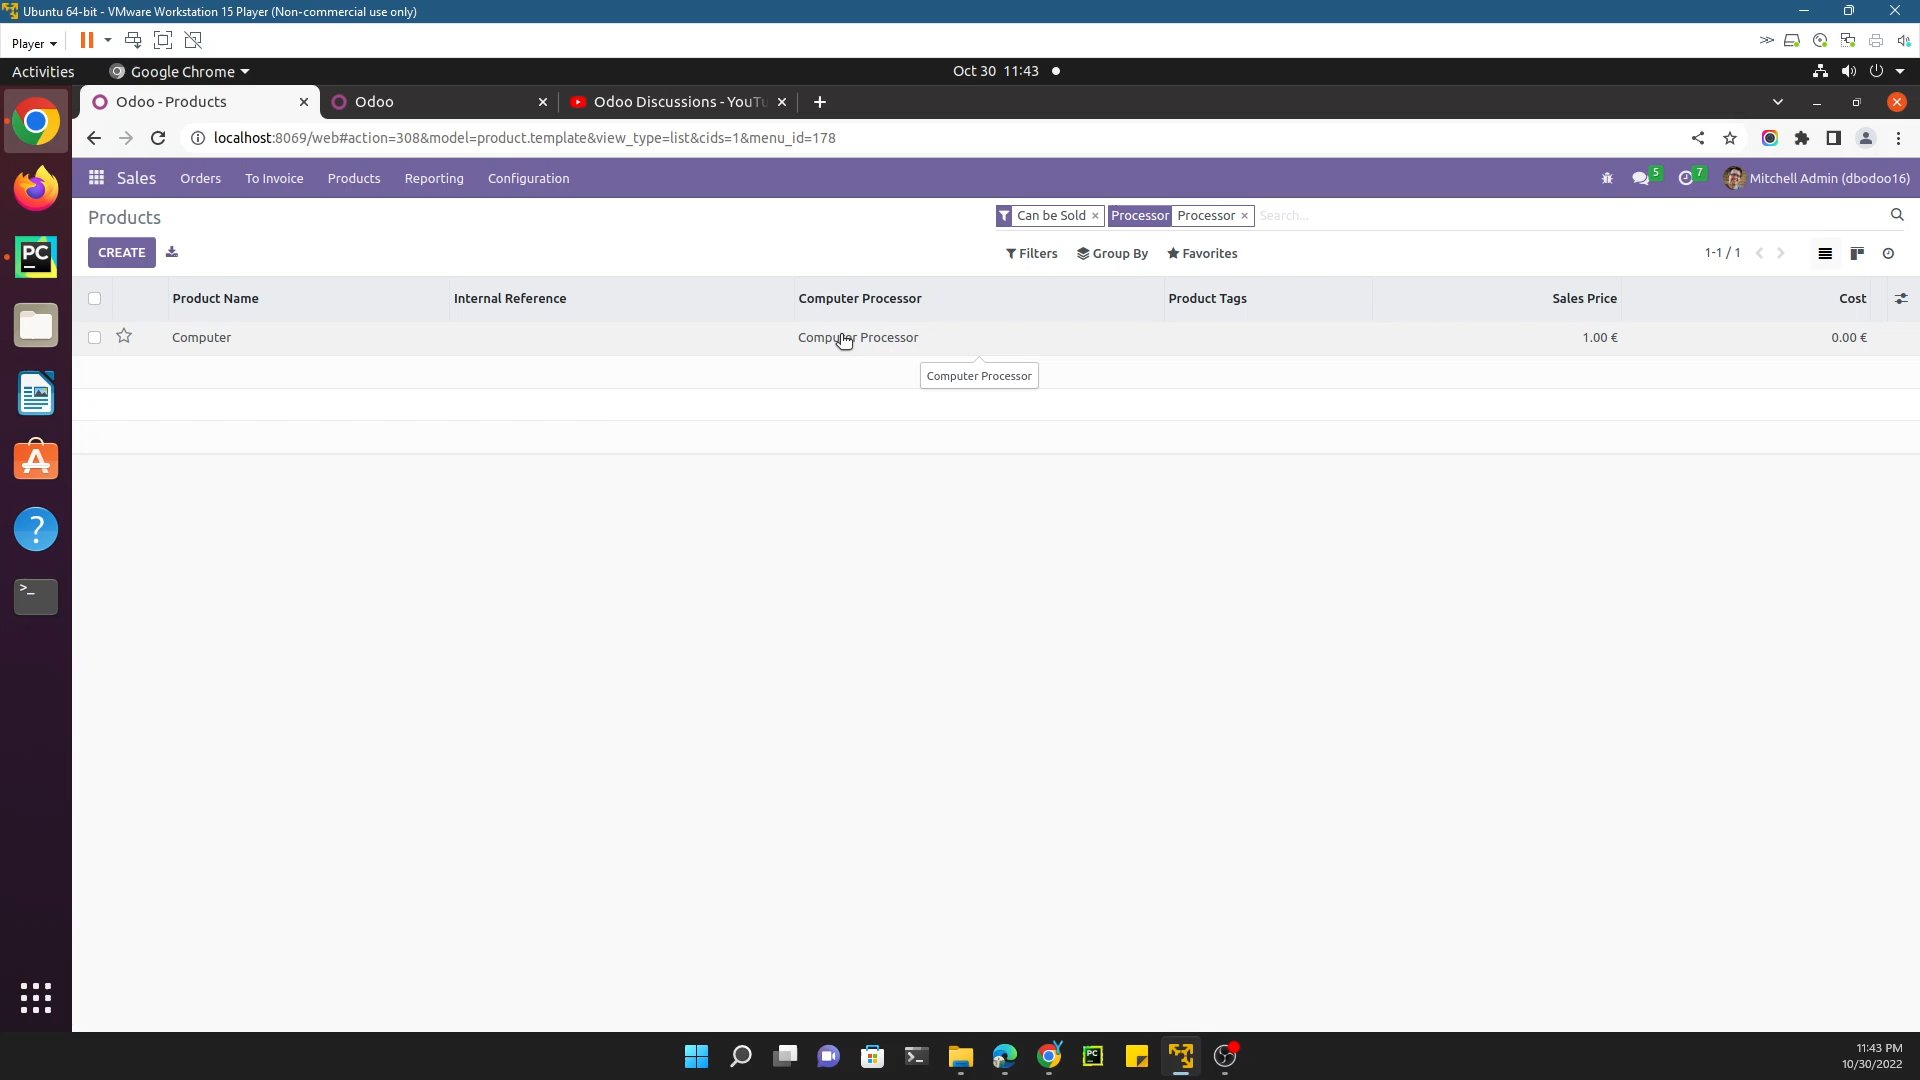 Ubuntu 64-bit - VMware Workstation 15 Player (Non-commercial use only)
Player
Activities Google Chrome Oct 30 11:43
Odoo - Products Odoo Odoo Discussions - YouTu
localhost:8069/web#action=308&model=product.template&view_type=list&cids=1&menu_id=178
Sales Orders To Invoice Products Reporting Configuration 5 7 Mitchell Admin (dbodoo16)
Products Can be Sold × Processor Processor × Search...
CREATE Filters Group By Favorites 1-1 / 1
Product Name Internal Reference Computer Processor Product Tags Sales Price Cost
Computer Computer Processor 1.00 € 0.00 €
Computer Processor
PC
A
?
>_
PC
11:43 PM
10/30/2022